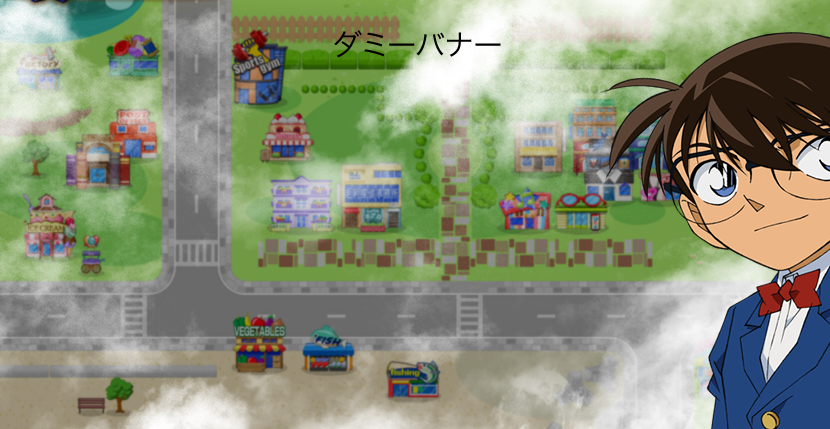 ダミーバナー
Factory
Sports
gym
ICE CREAM
VEGETABLES
FISH
fishing